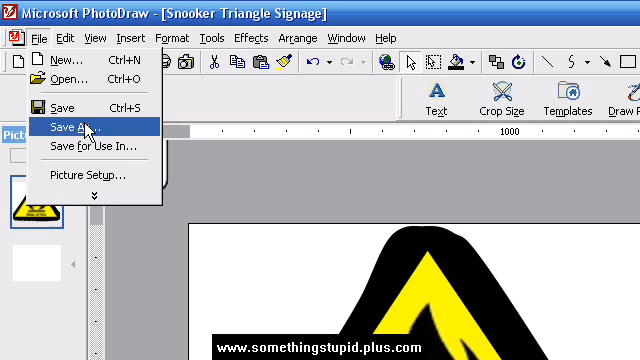 Microsoft PhotoDraw - [Snooker Triangle Signage]
File Edit View Insert Format Tools Effects Arrange Window Help
New... Ctrl+N
Open... Ctrl+O
Save Ctrl+S
Save As...
Save for Use In...
Picture Setup...
Text Crop Size Templates Draw
1000
www.somethingstupid.plus.com